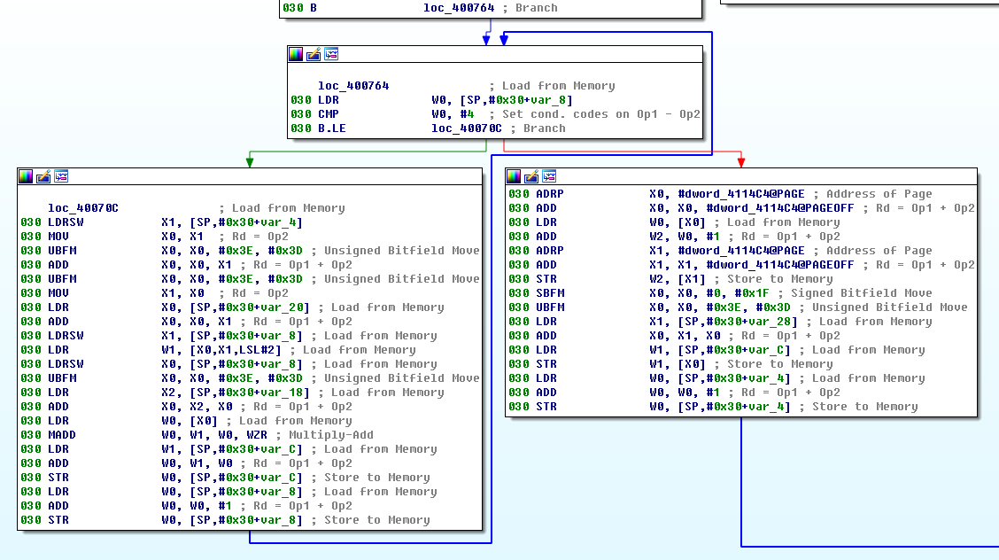 030 B loc_400764 ; Branch
loc_400764 ; Load from Memory
030 LDR W0, [SP,#0x30+var_8]
030 CMP W0, #4 ; Set cond. codes on Op1 - Op2
030 B.LE loc_40070C ; Branch
loc_40070C ; Load from Memory
030 LDRSW X1, [SP,#0x30+var_4]
030 MOV X0, X1 ; Rd = Op2
030 UBFM X0, X0, #0x3E, #0x3D ; Unsigned Bitfield Move
030 ADD X0, X0, X1 ; Rd = Op1 + Op2
030 UBFM X0, X0, #0x3E, #0x3D ; Unsigned Bitfield Move
030 MOV X1, X0 ; Rd = Op2
030 LDR X0, [SP,#0x30+var_20] ; Load from Memory
030 ADD X0, X0, X1 ; Rd = Op1 + Op2
030 LDRSW X1, [SP,#0x30+var_8] ; Load from Memory
030 LDR W1, [X0,X1,LSL#2] ; Load from Memory
030 LDRSW X0, [SP,#0x30+var_8] ; Load from Memory
030 UBFM X0, X0, #0x3E, #0x3D ; Unsigned Bitfield Move
030 LDR X2, [SP,#0x30+var_18] ; Load from Memory
030 ADD X0, X2, X0 ; Rd = Op1 + Op2
030 LDR W0, [X0] ; Load from Memory
030 MADD W0, W1, W0, WZR ; Multiply-Add
030 LDR W1, [SP,#0x30+var_C] ; Load from Memory
030 ADD W0, W1, W0 ; Rd = Op1 + Op2
030 STR W0, [SP,#0x30+var_C] ; Store to Memory
030 LDR W0, [SP,#0x30+var_8] ; Load from Memory
030 ADD W0, W0, #1 ; Rd = Op1 + Op2
030 STR W0, [SP,#0x30+var_8] ; Store to Memory
030 ADRP X0, #dword_4114C4@PAGE ; Address of Page
030 ADD X0, X0, #dword_4114C4@PAGEOFF ; Rd = Op1 + Op2
030 LDR W0, [X0] ; Load from Memory
030 ADD W2, W0, #1 ; Rd = Op1 + Op2
030 ADRP X1, #dword_4114C4@PAGE ; Address of Page
030 ADD X1, X1, #dword_4114C4@PAGEOFF ; Rd = Op1 + Op2
030 STR W2, [X1] ; Store to Memory
030 SBFM X0, X0, #0, #0x1F ; Signed Bitfield Move
030 UBFM X0, X0, #0x3E, #0x3D ; Unsigned Bitfield Move
030 LDR X1, [SP,#0x30+var_28] ; Load from Memory
030 ADD X0, X1, X0 ; Rd = Op1 + Op2
030 LDR W1, [SP,#0x30+var_C] ; Load from Memory
030 STR W1, [X0] ; Store to Memory
030 LDR W0, [SP,#0x30+var_4] ; Load from Memory
030 ADD W0, W0, #1 ; Rd = Op1 + Op2
030 STR W0, [SP,#0x30+var_4] ; Store to Memory